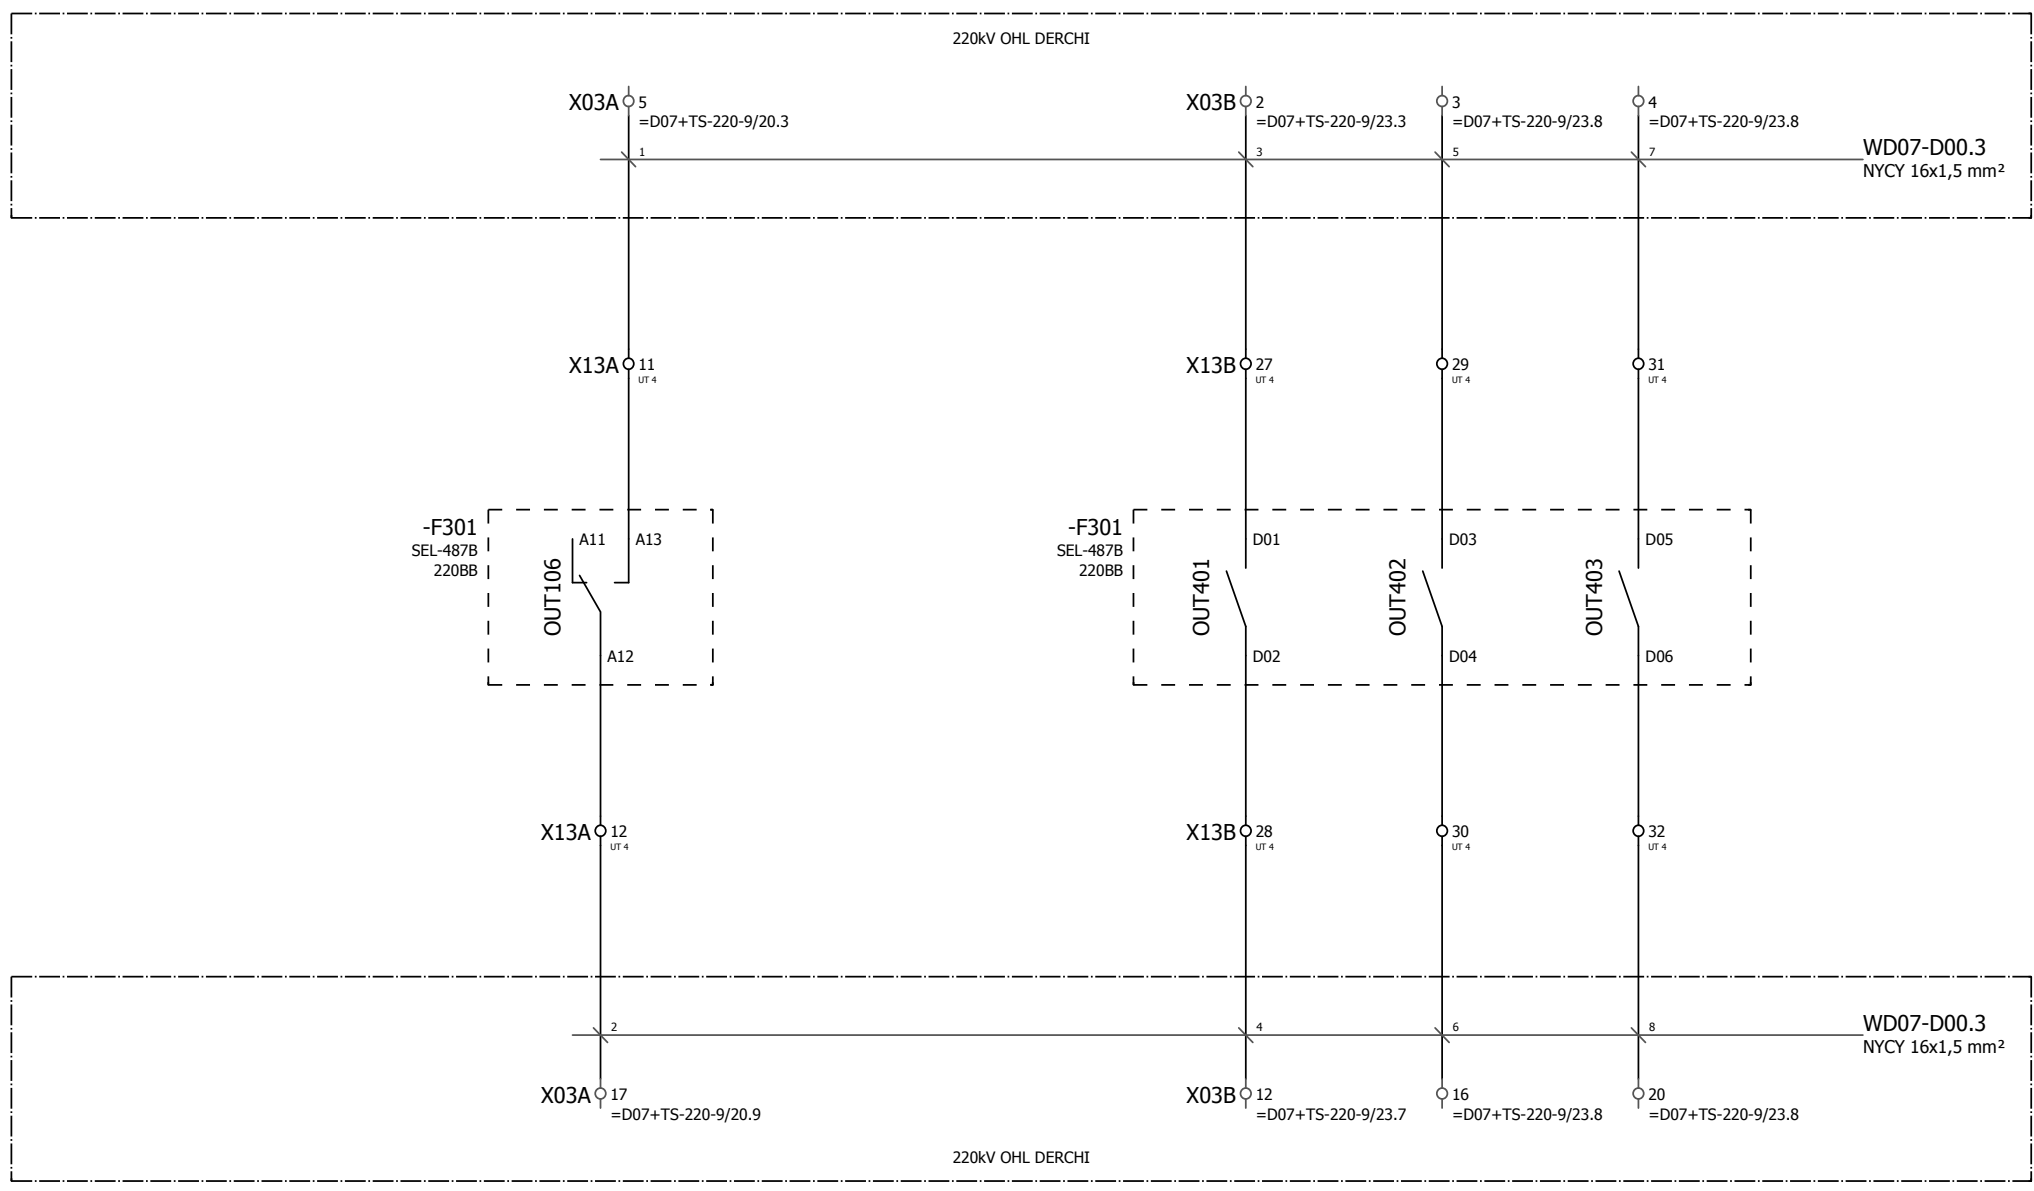 220kV OHL DERCHI
X03A 5 X03B 2 3 4
=D07+TS-220-9/20.3 =D07+TS-220-9/23.3 =D07+TS-220-9/23.8 =D07+TS-220-9/23.8
1 3 5 7 WD07-D00.3
NYCY 16x1,5 mm²
X13A 11 X13B 27 29 31
UT 4 UT 4 UT 4 UT 4
-F301 -F301
SEL-487B A11 A13 SEL-487B D01 D03 D05
220BB 220BB
OUT106 OUT401 OUT402 OUT403
A12 D02 D04 D06
X13A 12 X13B 28 30 32
UT 4 UT 4 UT 4 UT 4
2 4 6 8 WD07-D00.3
NYCY 16x1,5 mm²
X03A 17 X03B 12 16 20
=D07+TS-220-9/20.9 =D07+TS-220-9/23.7 =D07+TS-220-9/23.8 =D07+TS-220-9/23.8
220kV OHL DERCHI